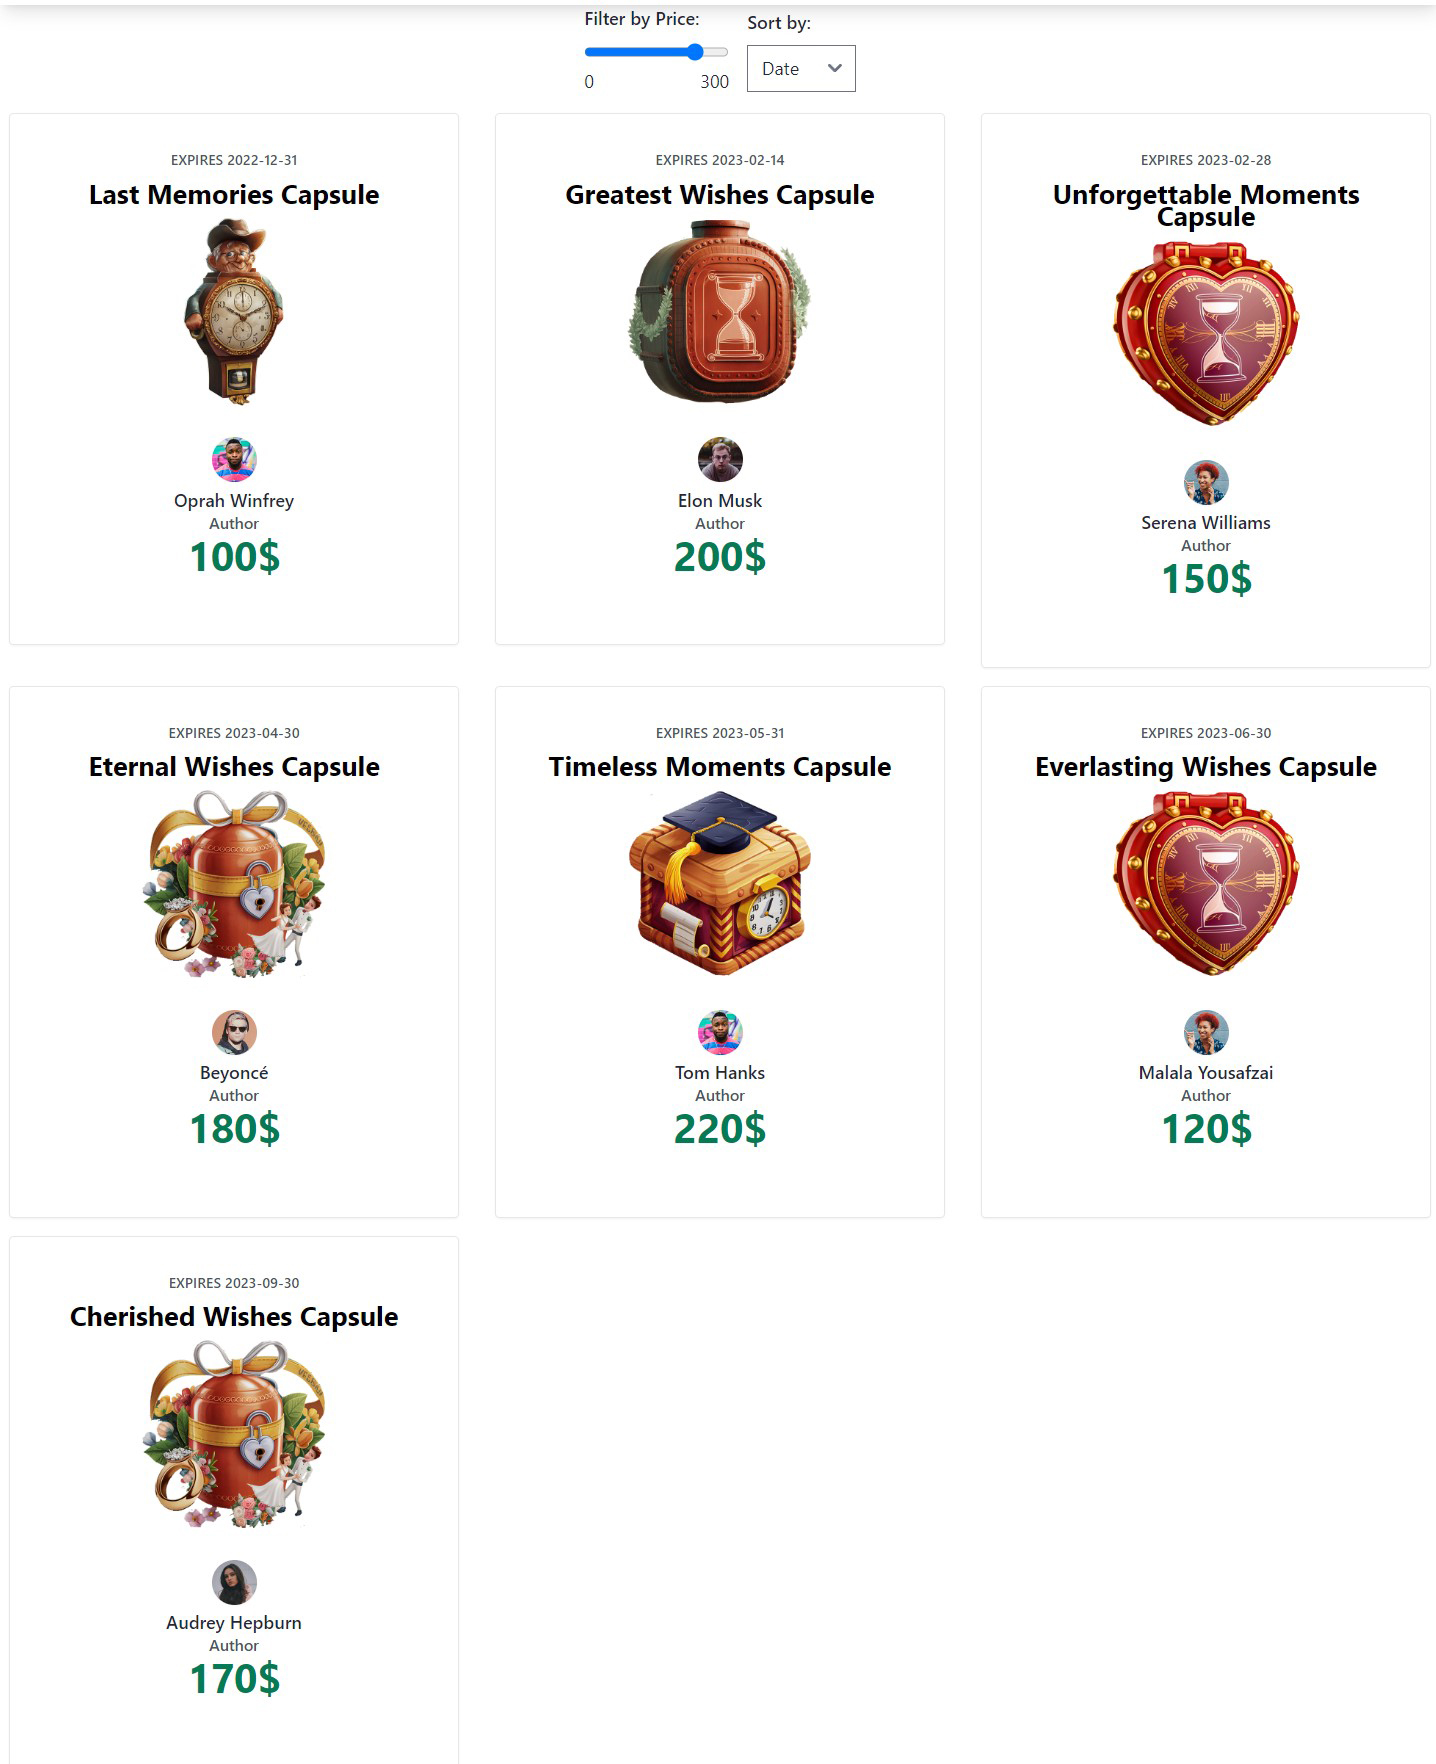 Filter by Price:
Sort by:
Date
0
300
EXPIRES 2022-12-31
Last Memories Capsule
Oprah Winfrey
Author
100$
EXPIRES 2023-02-14
Greatest Wishes Capsule
Elon Musk
Author
200$
EXPIRES 2023-02-28
Unforgettable Moments
Capsule
Serena Williams
Author
150$
EXPIRES 2023-04-30
Eternal Wishes Capsule
Beyoncé
Author
180$
EXPIRES 2023-05-31
Timeless Moments Capsule
Tom Hanks
Author
220$
EXPIRES 2023-06-30
Everlasting Wishes Capsule
Malala Yousafzai
Author
120$
EXPIRES 2023-09-30
Cherished Wishes Capsule
Audrey Hepburn
Author
170$